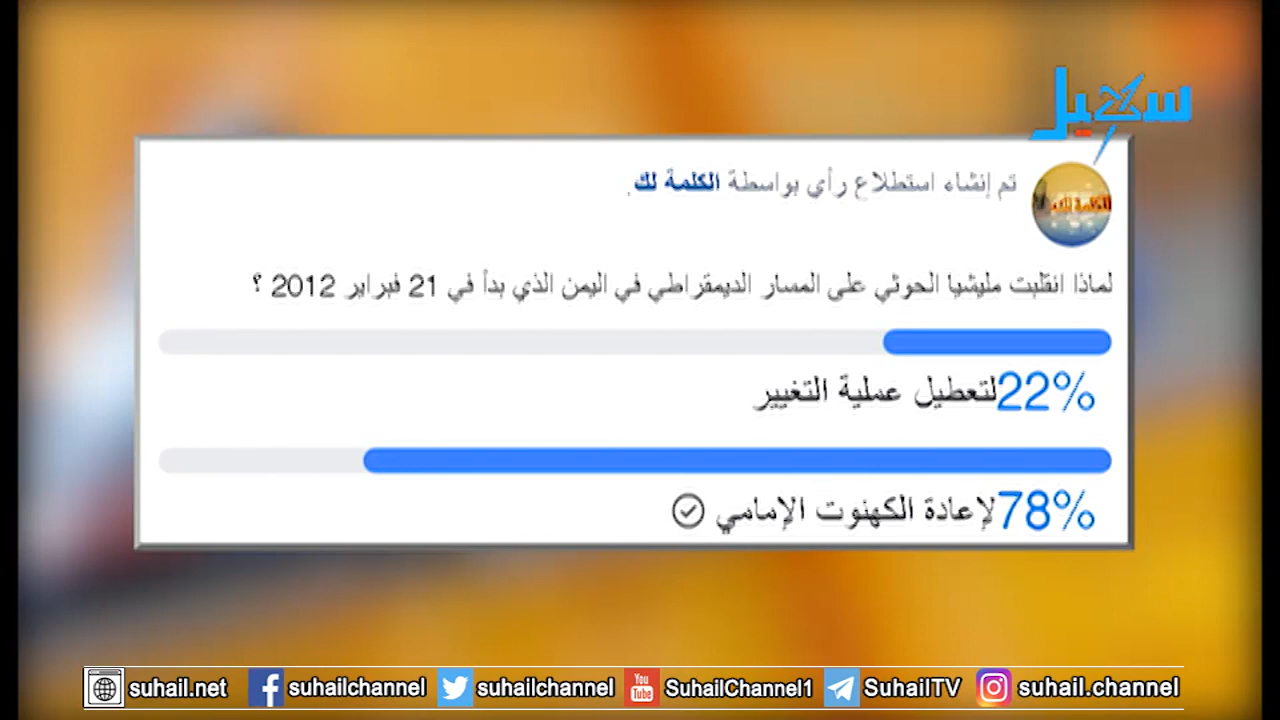 سهيل
تم إنشاء استطلاع رأي بواسطة الكلمة لك.
لماذا انقلبت مليشيا الحوثي على المسار الديمقراطي في اليمن الذي بدأ في 21 فبراير 2012 ؟
22% لتعطيل عملية التغيير
78% لإعادة الكهنوت الإمامي
suhail.net suhailchannel suhailchannel You Tube SuhailChannel1 SuhailTV suhail.channel